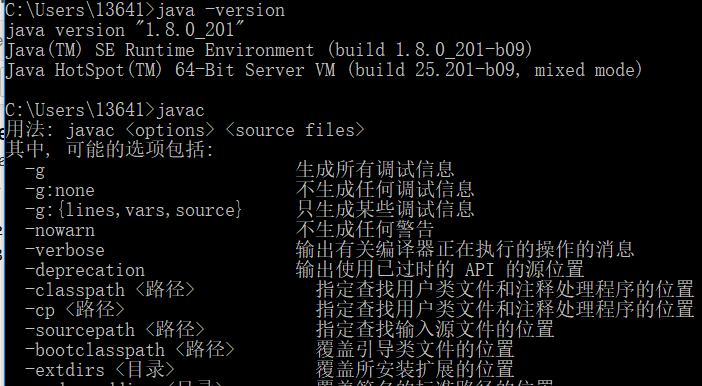 C:\Users\13641>java -version
java version "1.8.0_201"
Java(TM) SE Runtime Environment (build 1.8.0_201-b09)
Java HotSpot(TM) 64-Bit Server VM (build 25.201-b09, mixed mode)
C:\Users\13641>javac
用法: javac <options> <source files>
其中, 可能的选项包括:
-g 生成所有调试信息
-g:none 不生成任何调试信息
-g:{lines,vars,source} 只生成某些调试信息
-nowarn 不生成任何警告
-verbose 输出有关编译器正在执行的操作的消息
-deprecation 输出使用已过时的 API 的源位置
-classpath <路径> 指定查找用户类文件和注释处理程序的位置
-cp <路径> 指定查找用户类文件和注释处理程序的位置
-sourcepath <路径> 指定查找输入源文件的位置
-bootclasspath <路径> 覆盖引导类文件的位置
-extdirs <目录> 覆盖所安装扩展的位置